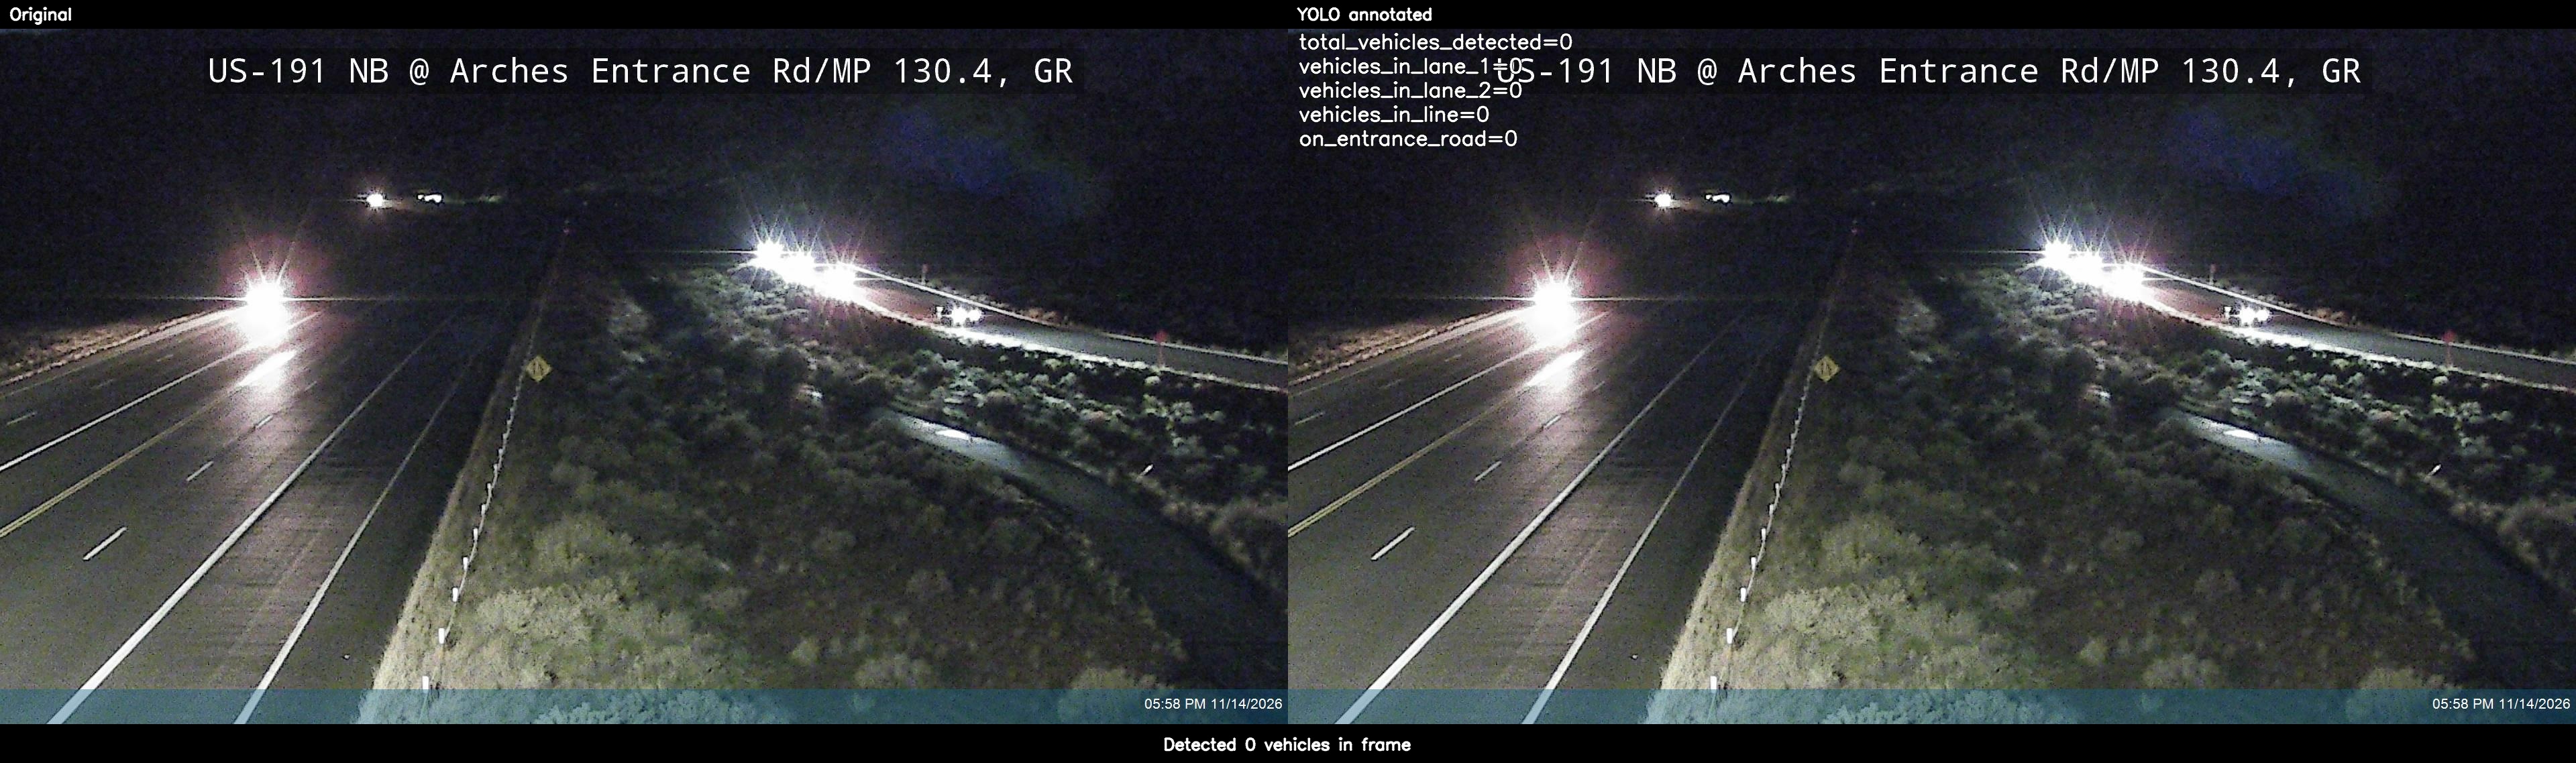 Original
US-191 NB @ Arches Entrance Rd/MP 130.4, GR
05:58 PM 11/14/2026
YOLO annotated
total_vehicles_detected=0
vehicles_in_lane_1=0
US-191 NB @ Arches Entrance Rd/MP 130.4, GR
vehicles_in_lane_2=0
vehicles_in_line=0
on_entrance_road=0
05:58 PM 11/14/2026
Detected 0 vehicles in frame